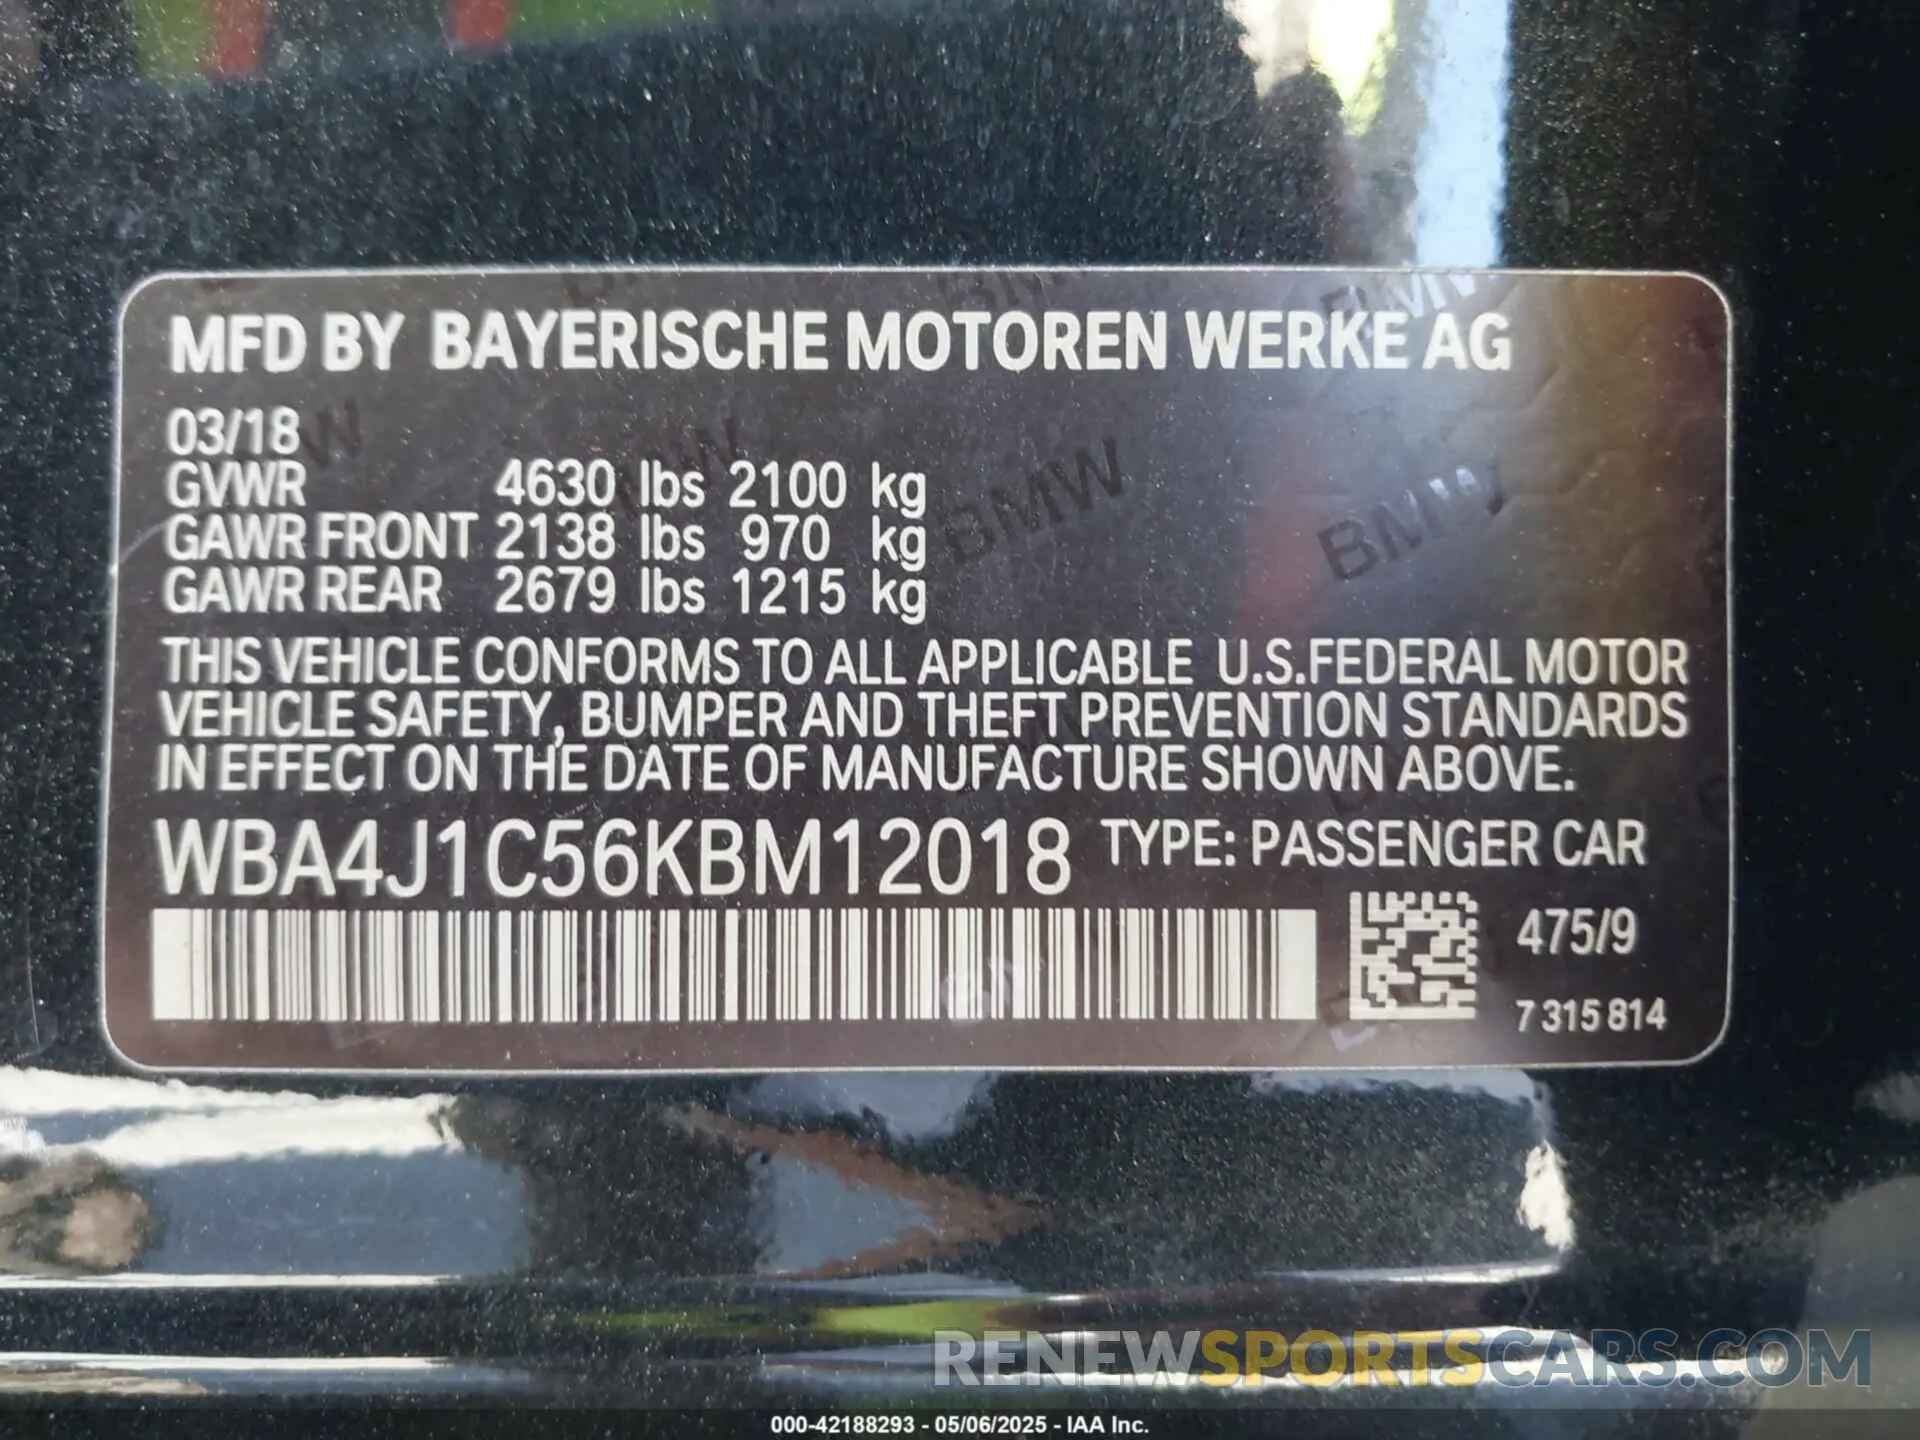 MFD BY BAYERISCHE MOTOREN WERKE AG
03/18
GVWR 4630 lbs 2100 kg
GAWR FRONT 2138 lbs 970 kg
GAWR REAR 2679 lbs 1215 kg
THIS VEHICLE CONFORMS TO ALL APPLICABLE U.S.FEDERAL MOTOR
VEHICLE SAFETY, BUMPER AND THEFT PREVENTION STANDARDS
IN EFFECT ON THE DATE OF MANUFACTURE SHOWN ABOVE.
WBA4J1C56KBM12018 TYPE: PASSENGER CAR
475/9
7 315 814
RENEWSPORTSCARS.COM
000-42188293 - 05/06/2025 - IAA Inc.